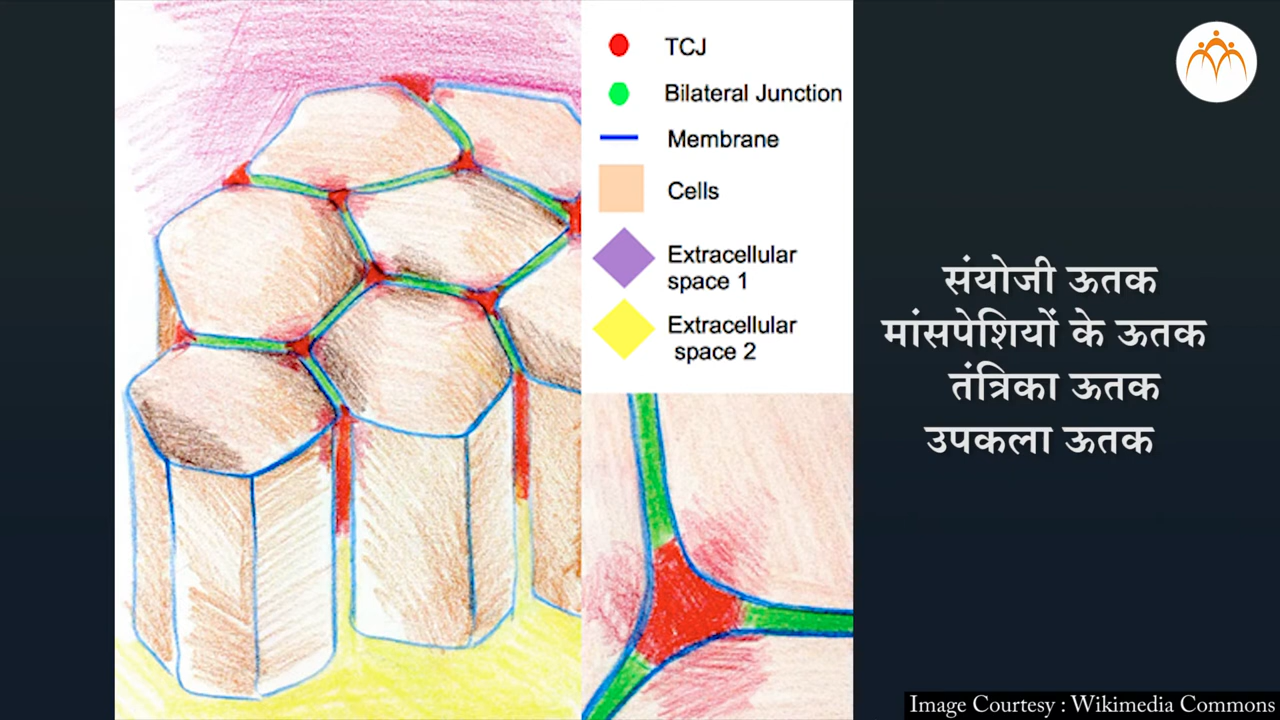 TCJ
Bilateral Junction
Membrane
Cells
Extracellular
space 1
Extracellular
space 2
संयोजी ऊतक
मांसपेशियों के ऊतक
तंत्रिका ऊतक
उपकला ऊतक
Image Courtesy : Wikimedia Commons